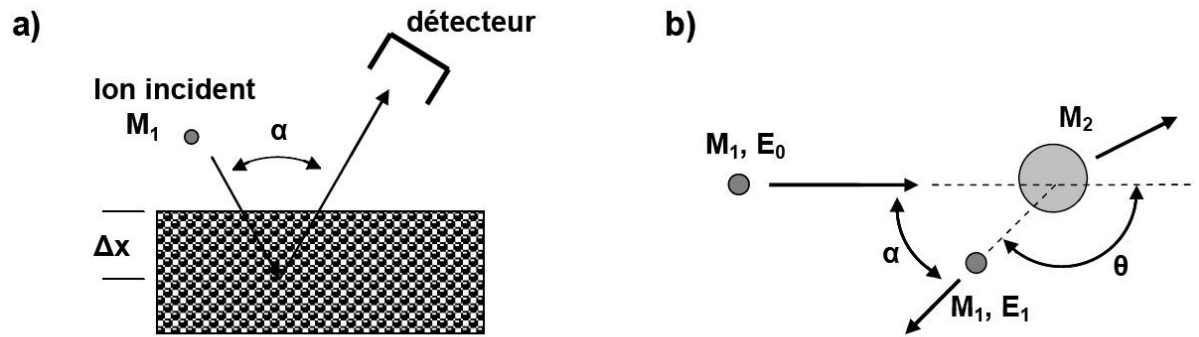 a)
détecteur
Ion incident
M₁
α
Δx
b)
M₁, E₀
M₂
α
θ
M₁, E₁